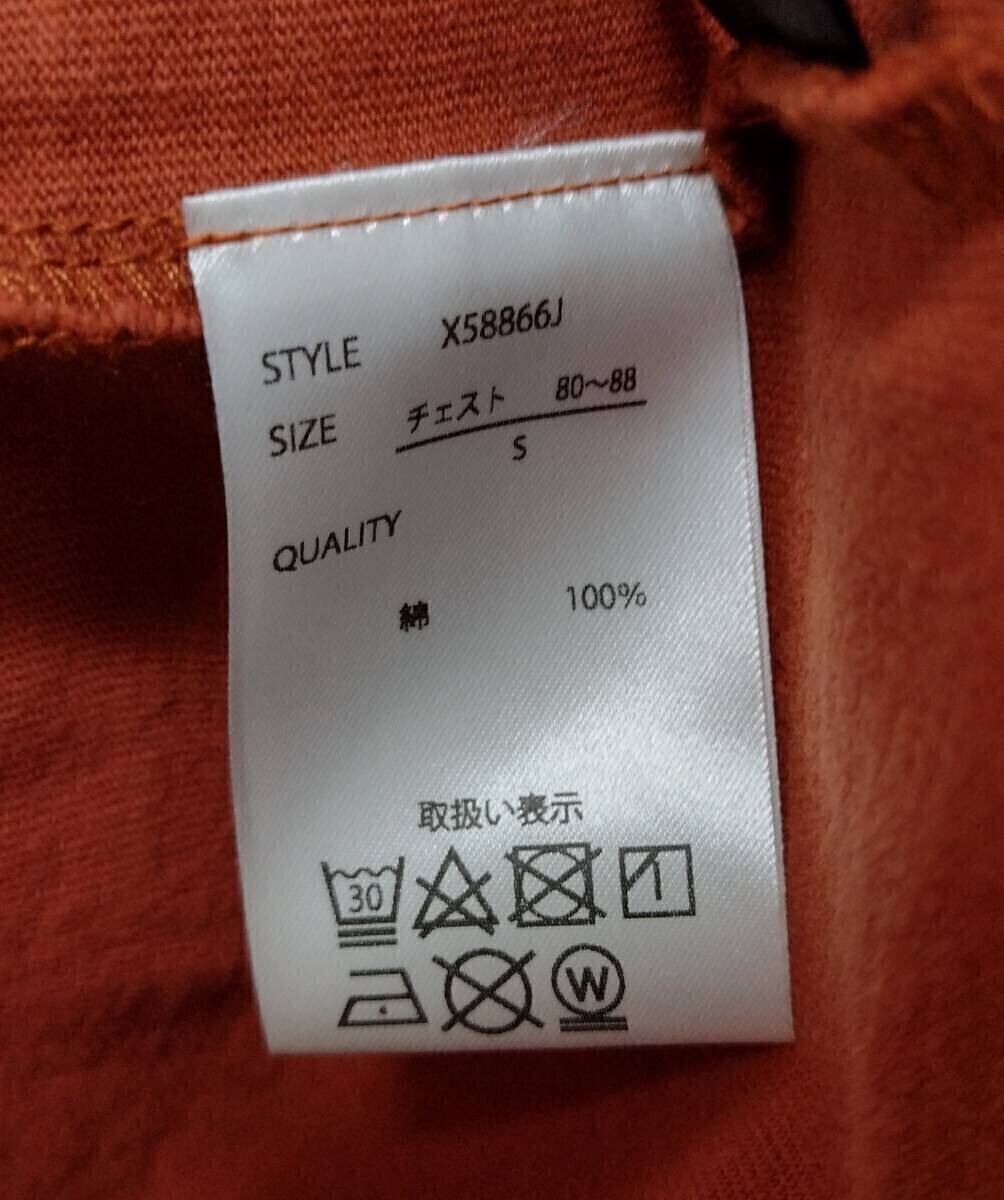 STYLE X58866J
SIZE チェスト 80〜88
S
QUALITY
綿 100%
取扱い表示
30
W